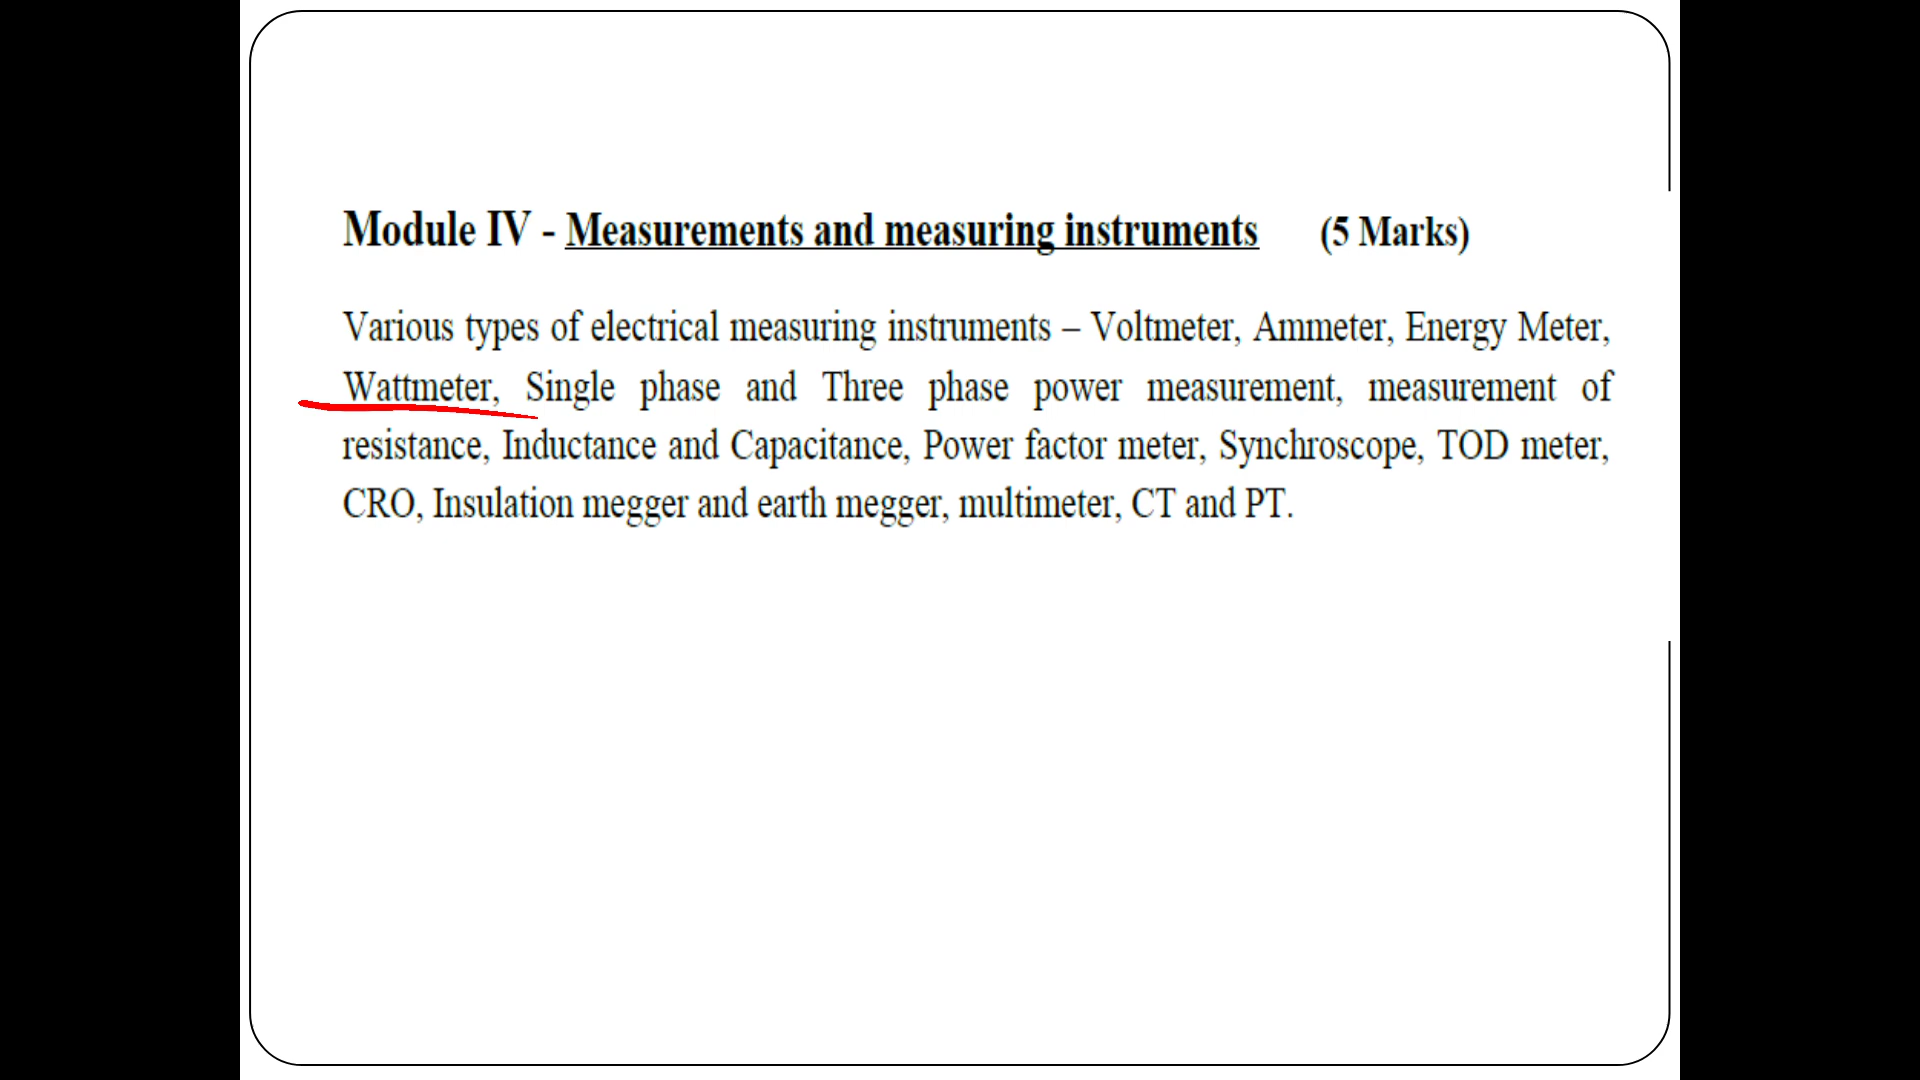 Module IV - Measurements and measuring instruments (5 Marks)
Various types of electrical measuring instruments – Voltmeter, Ammeter, Energy Meter,
Wattmeter, Single phase and Three phase power measurement, measurement of
resistance, Inductance and Capacitance, Power factor meter, Synchroscope, TOD meter,
CRO, Insulation megger and earth megger, multimeter, CT and PT.